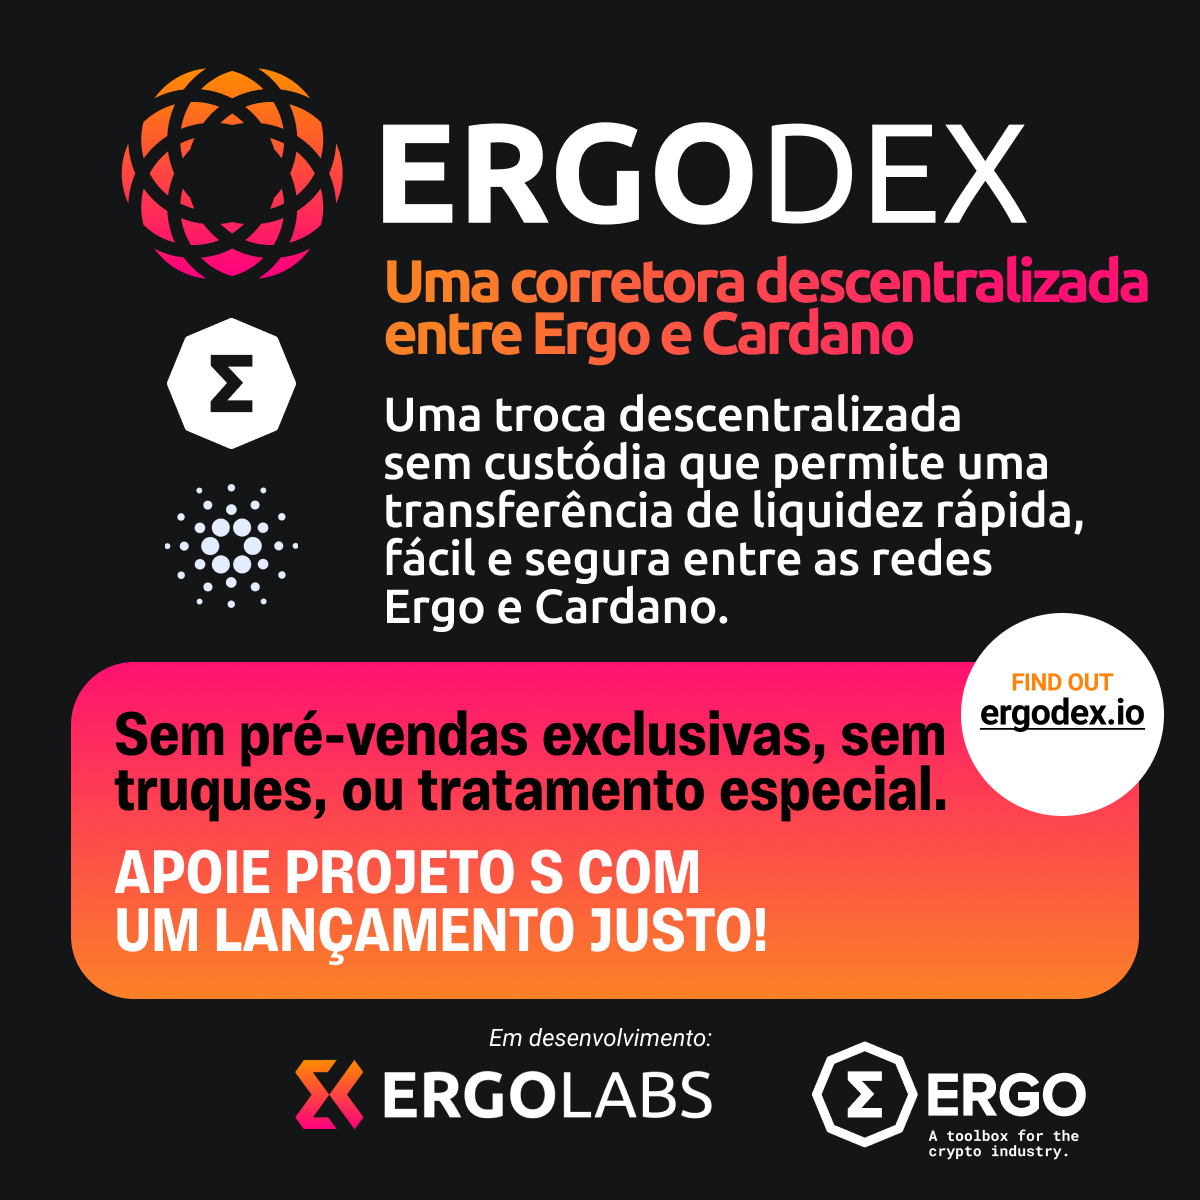 ERGODEX
Uma corretora descentralizada
entre Ergo e Cardano
Uma troca descentralizada
sem custódia que permite uma
transferência de liquidez rápida,
fácil e segura entre as redes
Ergo e Cardano.
FIND OUT
ergodex.io
Sem pré-vendas exclusivas, sem
truques, ou tratamento especial.
APOIE PROJETO S COM
UM LANÇAMENTO JUSTO!
Em desenvolvimento:
ERGOLABS
Σ ERGO
A toolbox for the
crypto industry.